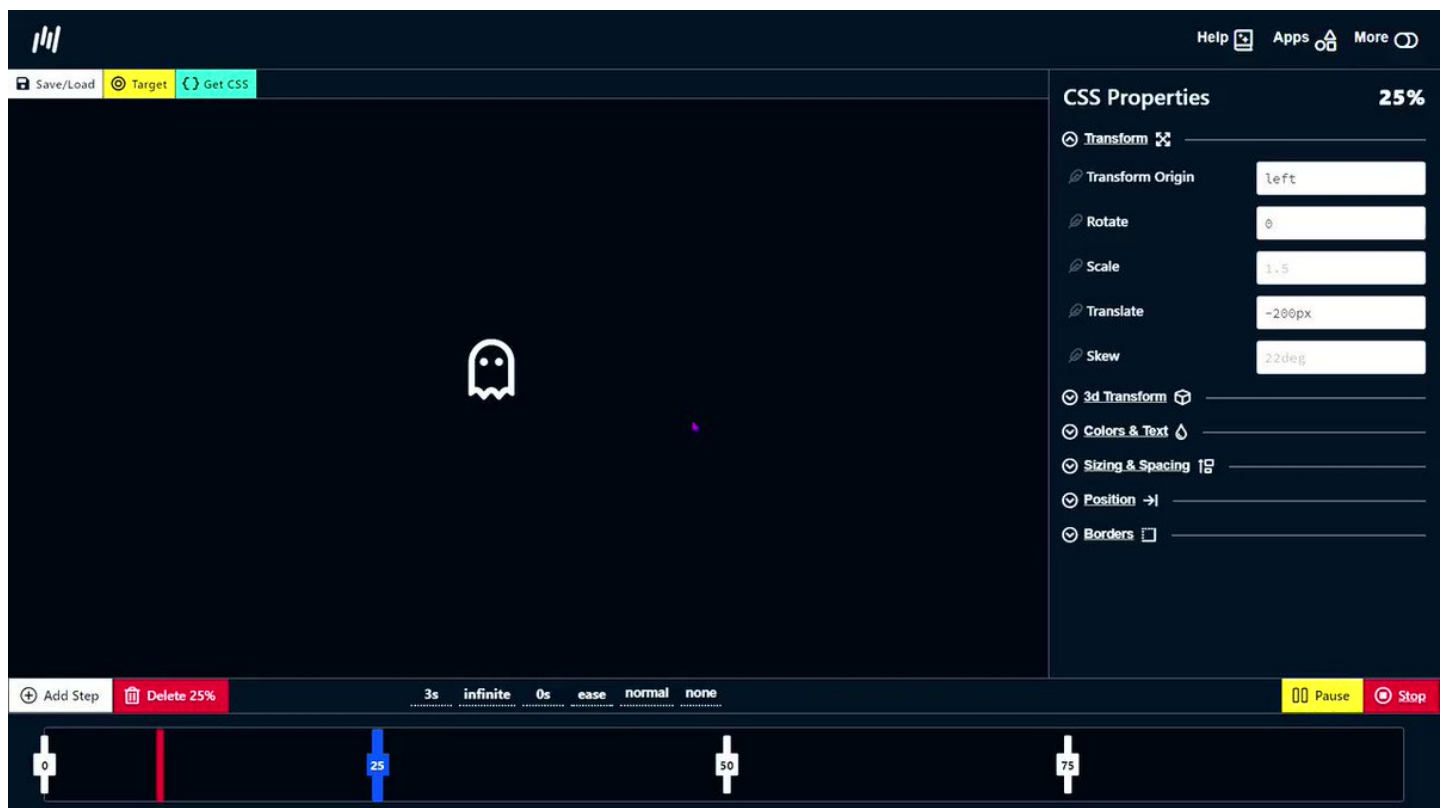 Help Apps More
Save/Load Target {} Get CSS
CSS Properties 25%
Transform
Transform Origin left
Rotate 0
Scale 1.5
Translate -200px
Skew 22deg
3d Transform
Colors & Text
Sizing & Spacing
Position
Borders
Add Step Delete 25% 3s infinite 0s ease normal none Pause Stop
0 25 50 75